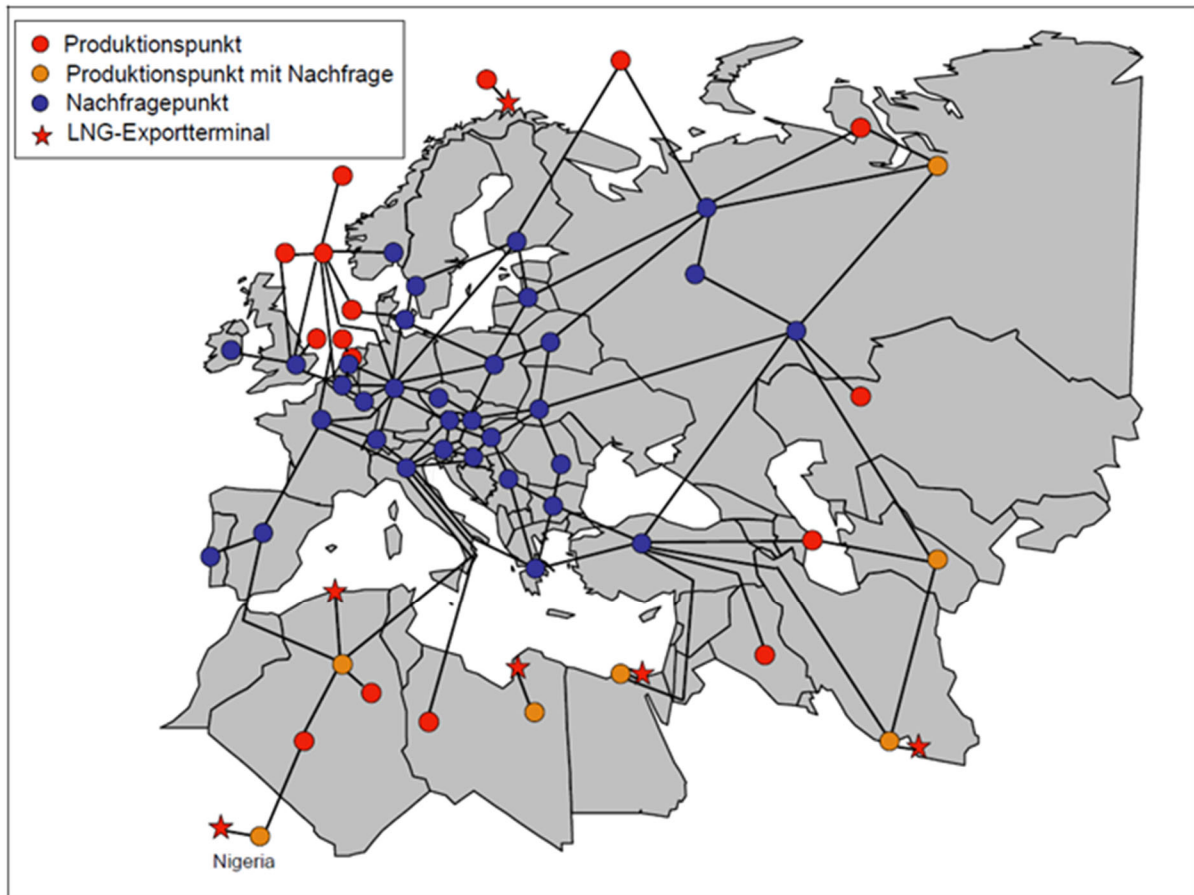 Produktionspunkt
Produktionspunkt mit Nachfrage
Nachfragepunkt
LNG-Exportterminal
Nigeria